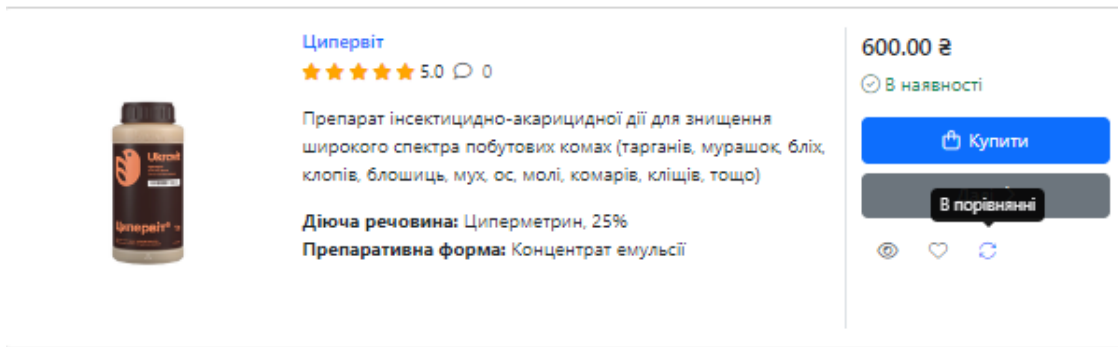 Ципервіт
5.0 0
Препарат інсектицидно-акарицидної дії для знищення
широкого спектра побутових комах (тарганів, мурашок, бліх,
клопів, блошиць, мух, ос, молі, комарів, кліщів, тощо)
Діюча речовина: Циперметрин, 25%
Препаративна форма: Концентрат емульсії
Ukravit
Ципервіт®
600.00 ₴
В наявності
Купити
В порівнянні